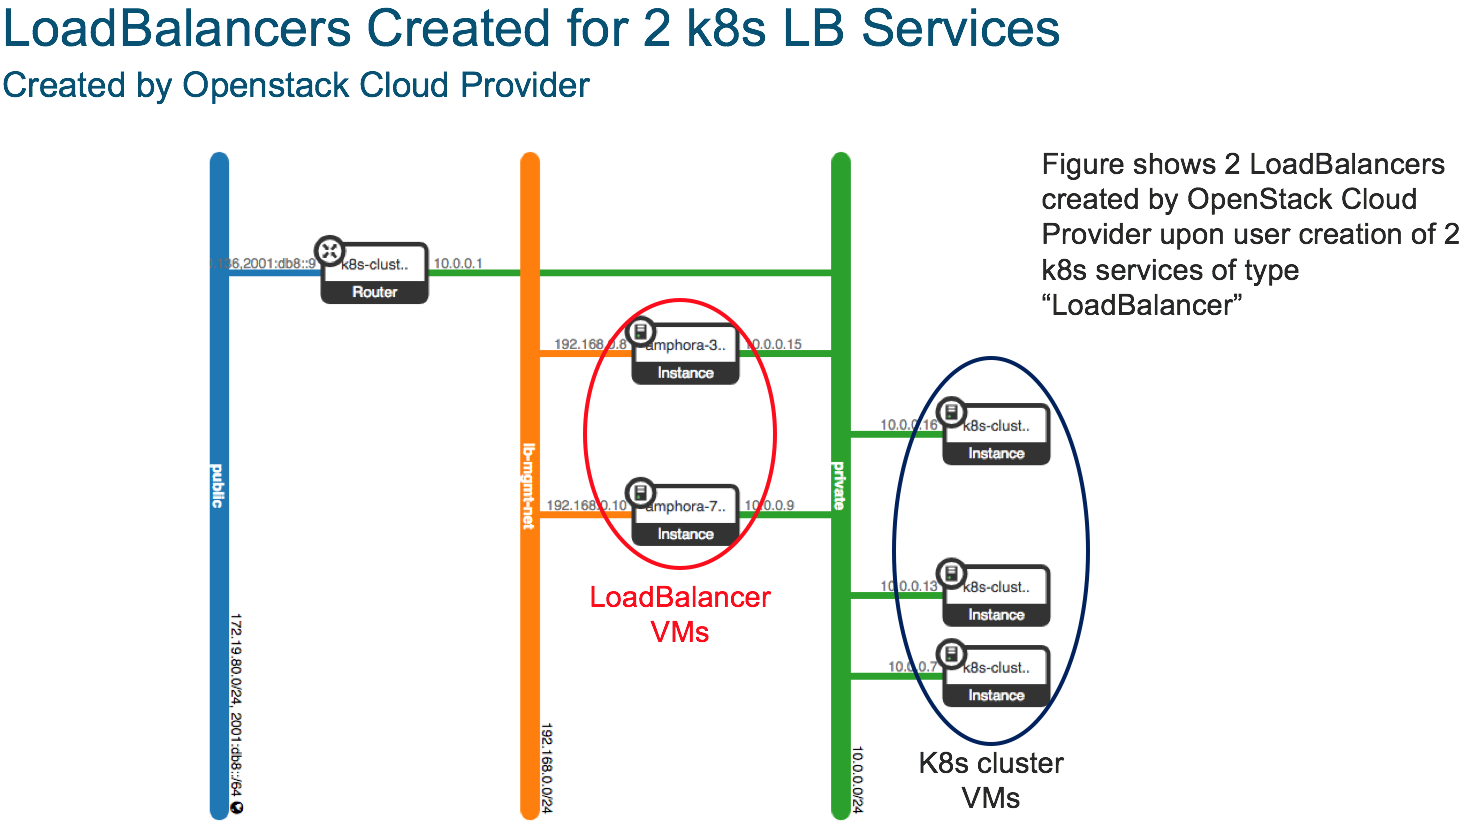 LoadBalancers Created for 2 k8s LB Services
Created by Openstack Cloud Provider
Figure shows 2 LoadBalancers
created by OpenStack Cloud
Provider upon user creation of 2
k8s services of type
“LoadBalancer”
public
172.19.80.0/24, 2001:db8::/64
2001:db8::9
k8s-clust..
Router
10.0.0.1
lb-mgmt-net
192.168.0.0/24
192.168.0.8
amphora-3..
Instance
10.0.0.15
192.168.0.10
amphora-7..
Instance
10.0.0.9
LoadBalancer
VMs
private
10.0.0.0/24
10.0.0.16
k8s-clust..
Instance
10.0.0.13
k8s-clust..
Instance
10.0.0.7
k8s-clust..
Instance
K8s cluster
VMs